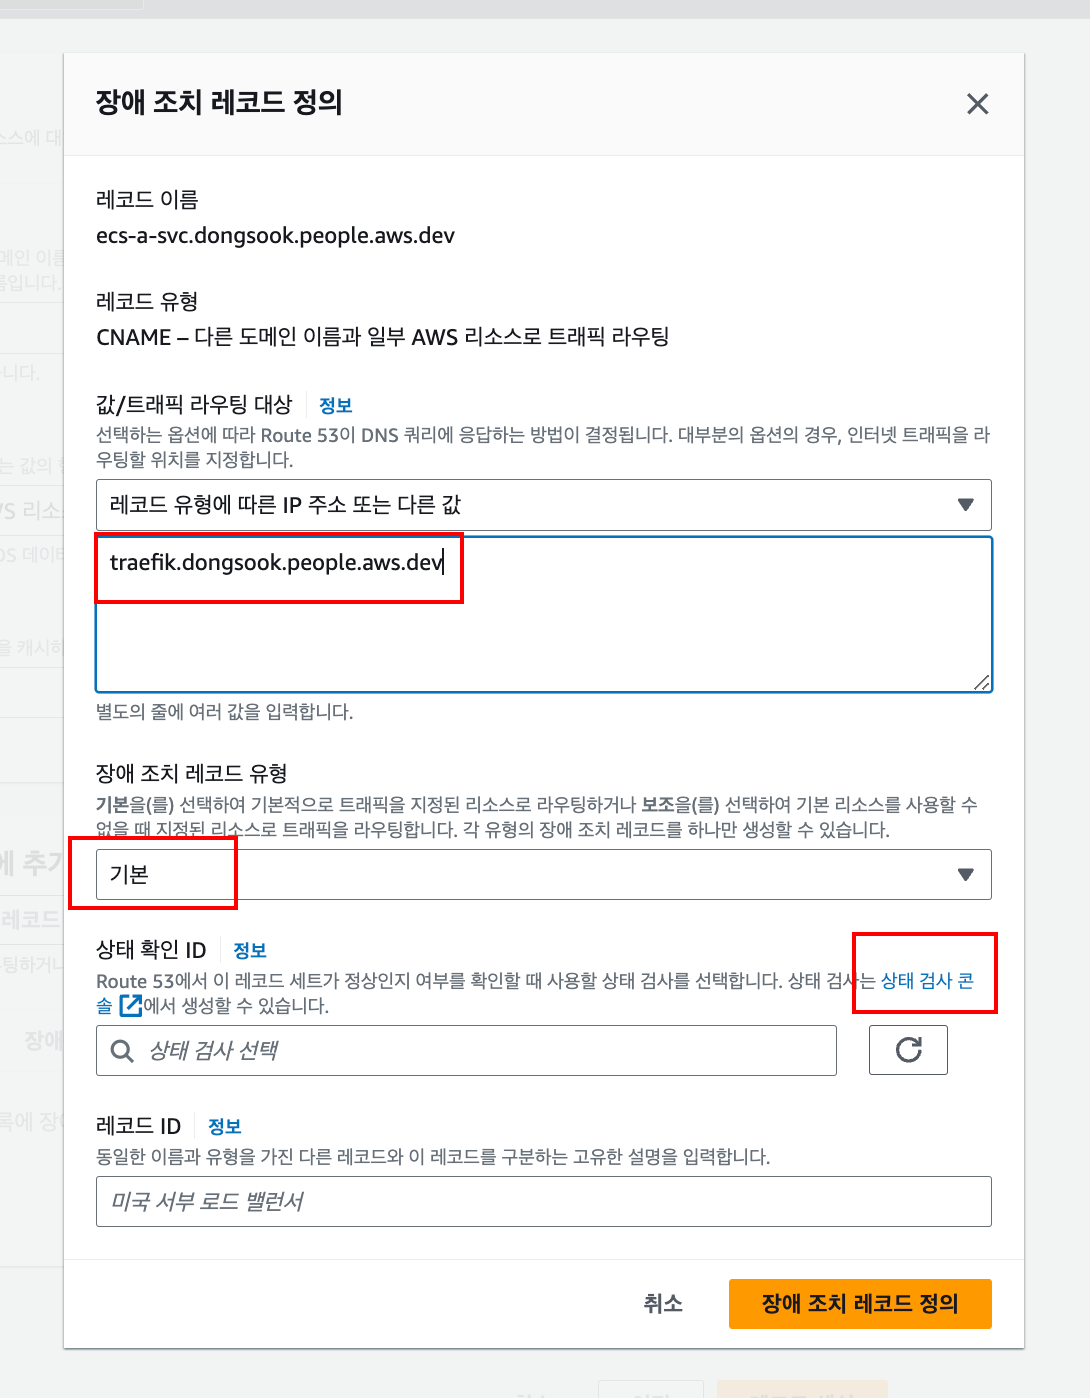 장애 조치 레코드 정의
레코드 이름
ecs-a-svc.dongsook.people.aws.dev
레코드 유형
CNAME – 다른 도메인 이름과 일부 AWS 리소스로 트래픽 라우팅
값/트래픽 라우팅 대상 정보
선택하는 옵션에 따라 Route 53이 DNS 쿼리에 응답하는 방법이 결정됩니다. 대부분의 옵션의 경우, 인터넷 트래픽을 라
우팅할 위치를 지정합니다.
레코드 유형에 따른 IP 주소 또는 다른 값
traefik.dongsook.people.aws.dev
별도의 줄에 여러 값을 입력합니다.
장애 조치 레코드 유형
기본을(를) 선택하여 기본적으로 트래픽을 지정된 리소스로 라우팅하거나 보조을(를) 선택하여 기본 리소스를 사용할 수
없을 때 지정된 리소스로 트래픽을 라우팅합니다. 각 유형의 장애 조치 레코드를 하나만 생성할 수 있습니다.
기본
상태 확인 ID 정보
Route 53에서 이 레코드 세트가 정상인지 여부를 확인할 때 사용할 상태 검사를 선택합니다. 상태 검사는 상태 검사 콘
솔 에서 생성할 수 있습니다.
상태 검사 선택
레코드 ID 정보
동일한 이름과 유형을 가진 다른 레코드와 이 레코드를 구분하는 고유한 설명을 입력합니다.
미국 서부 로드 밸런서
취소
장애 조치 레코드 정의